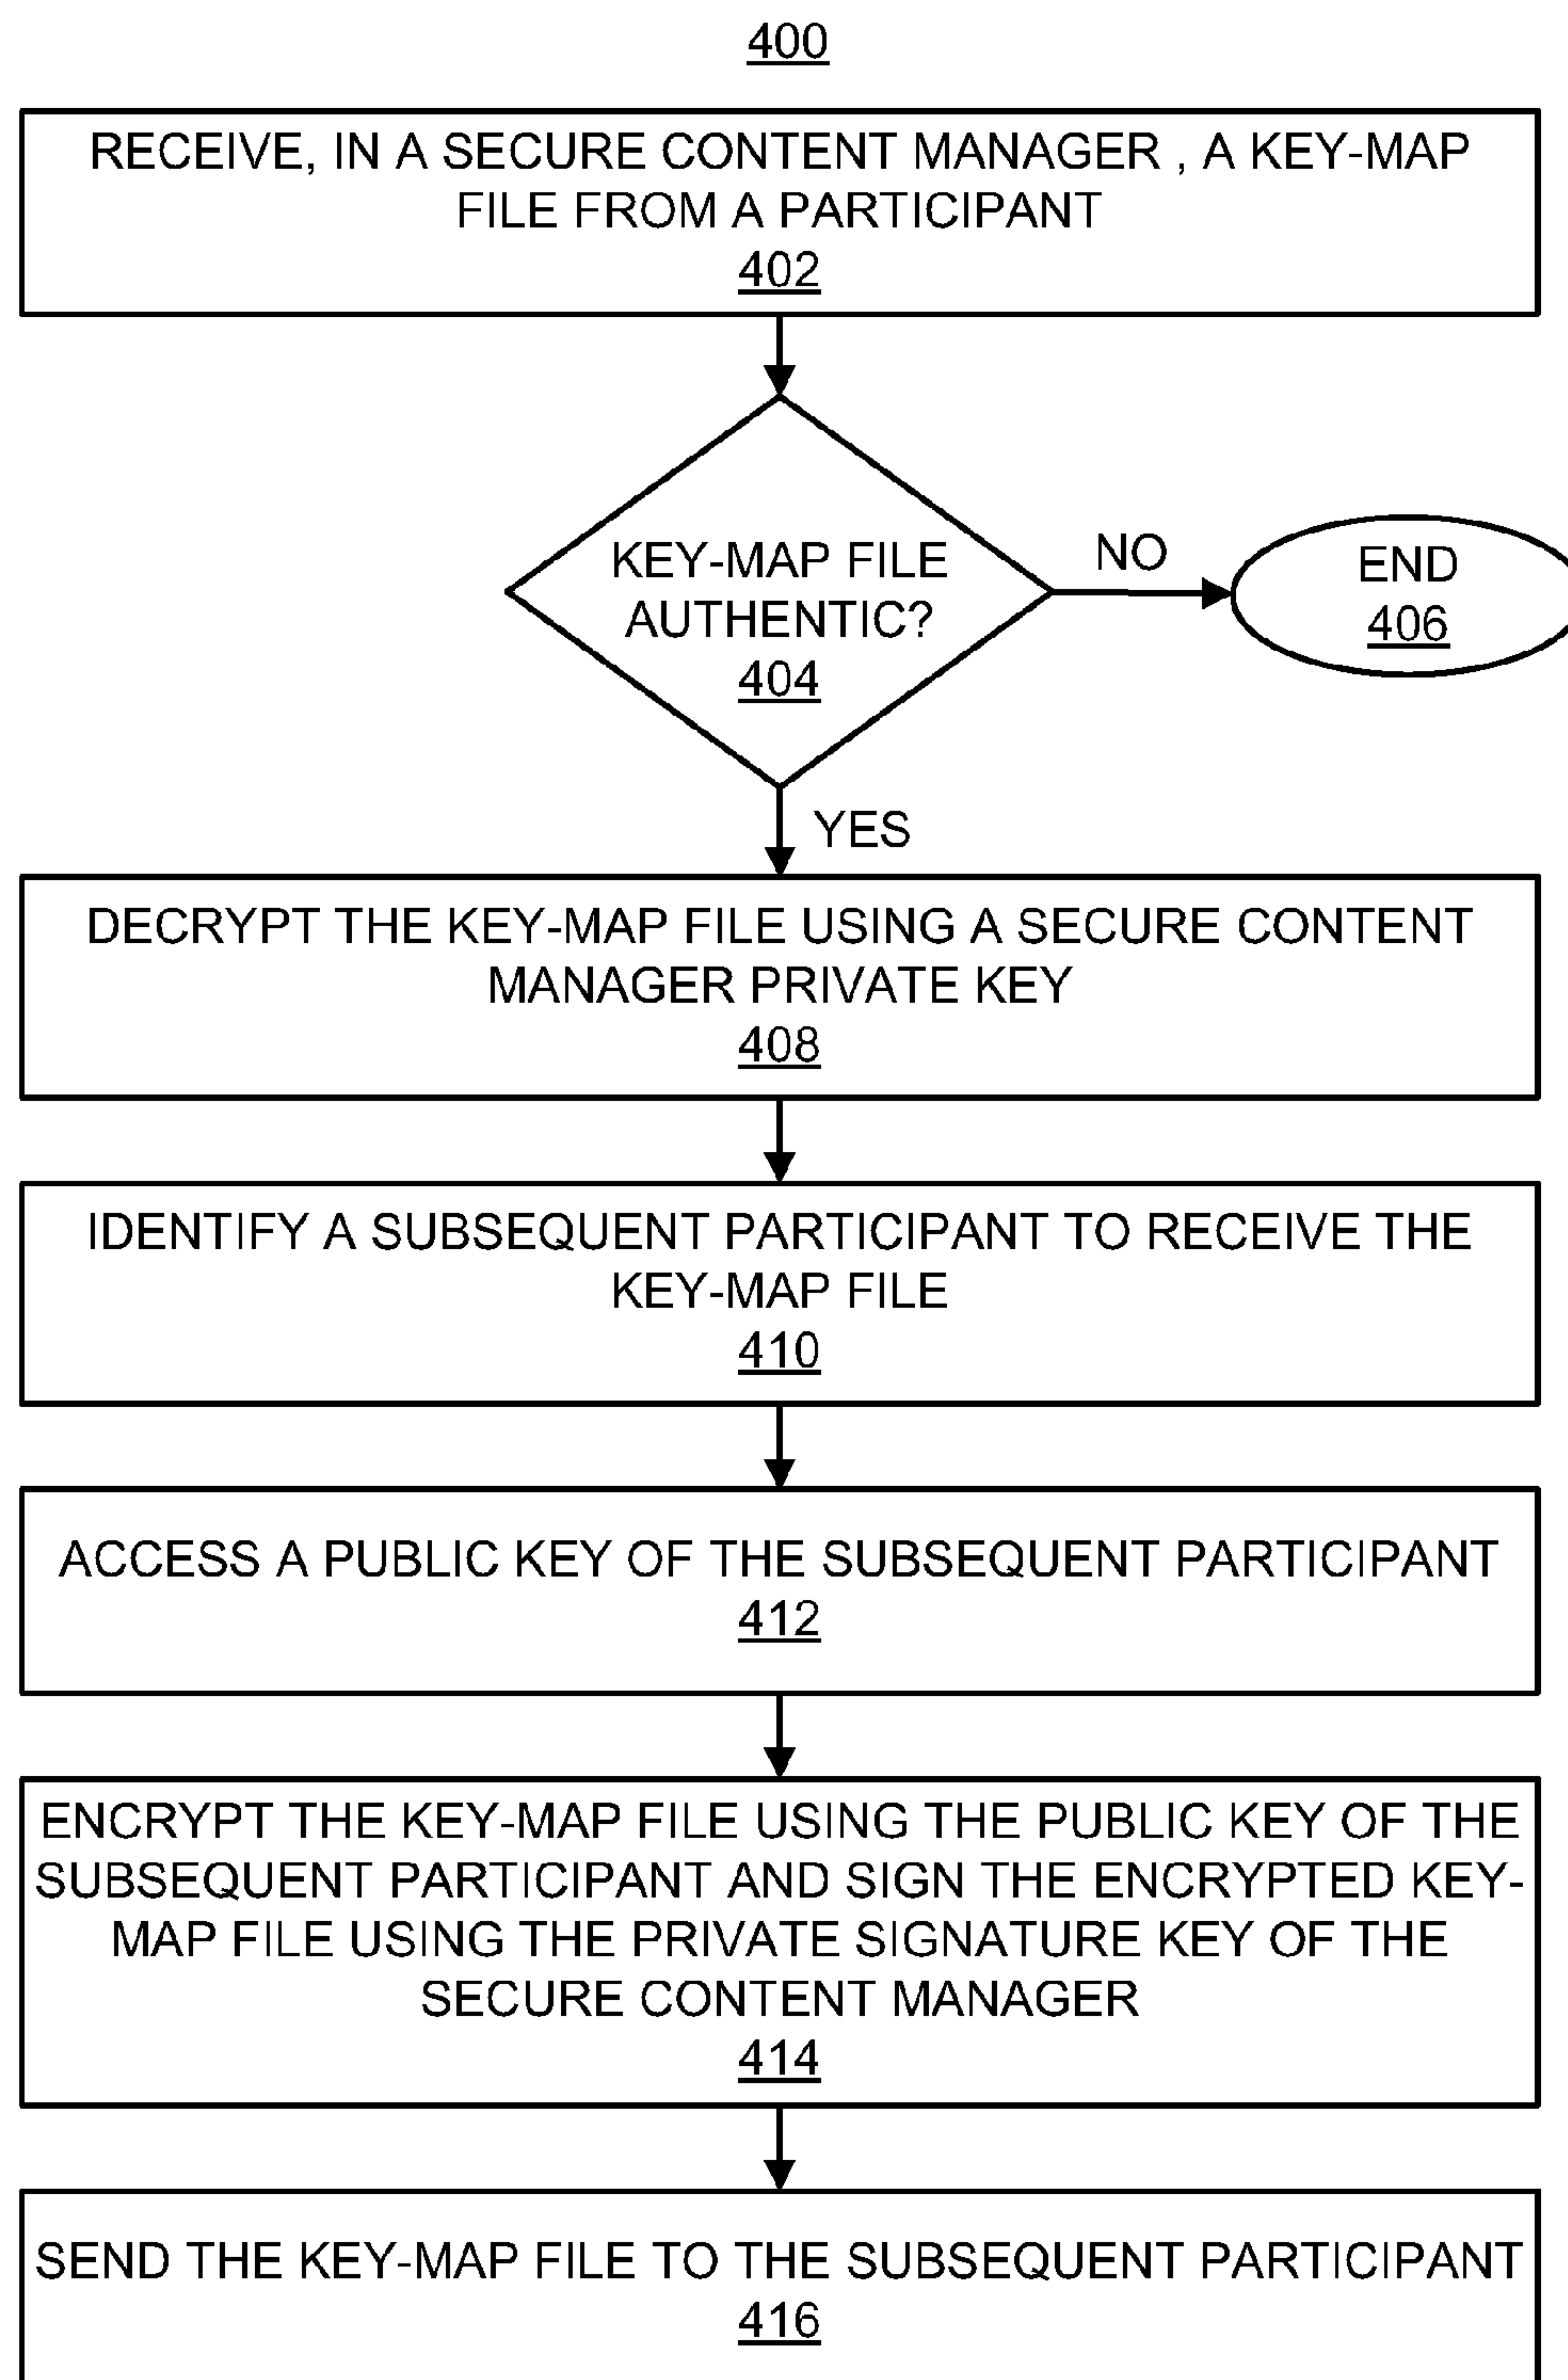 400
RECEIVE, IN A SECURE CONTENT MANAGER , A KEY-MAP
FILE FROM A PARTICIPANT
402
KEY-MAP FILE
AUTHENTIC?
404
NO
END
406
YES
DECRYPT THE KEY-MAP FILE USING A SECURE CONTENT
MANAGER PRIVATE KEY
408
IDENTIFY A SUBSEQUENT PARTICIPANT TO RECEIVE THE
KEY-MAP FILE
410
ACCESS A PUBLIC KEY OF THE SUBSEQUENT PARTICIPANT
412
ENCRYPT THE KEY-MAP FILE USING THE PUBLIC KEY OF THE
SUBSEQUENT PARTICIPANT AND SIGN THE ENCRYPTED KEY-
MAP FILE USING THE PRIVATE SIGNATURE KEY OF THE
SECURE CONTENT MANAGER
414
SEND THE KEY-MAP FILE TO THE SUBSEQUENT PARTICIPANT
416